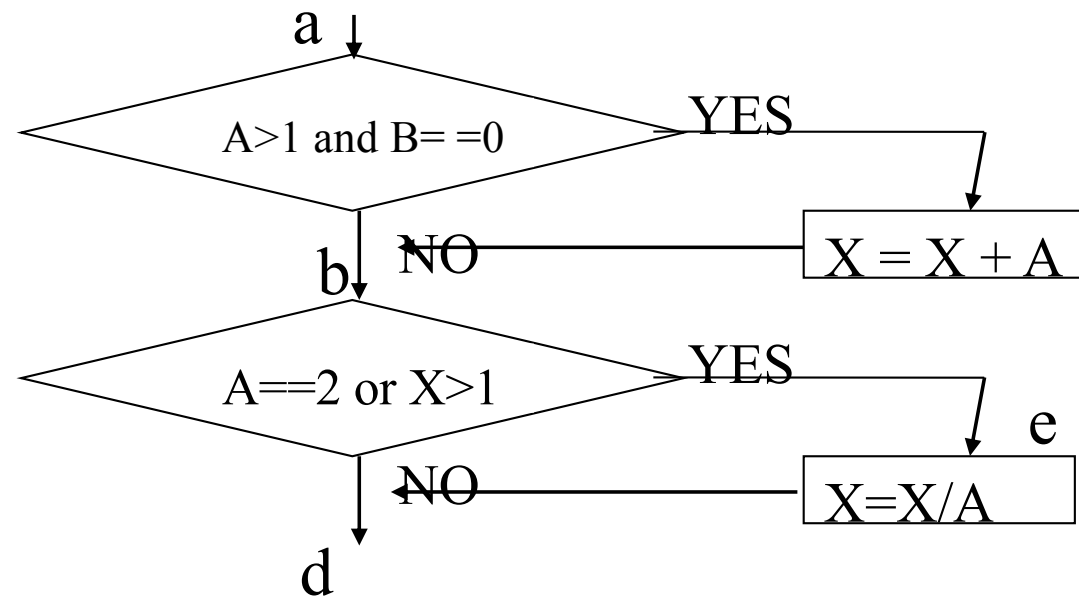 a
YES
A>1 and B= =0
NO
X = X + A
b
YES
A==2 or X>1
e
NO
X=X/A
d